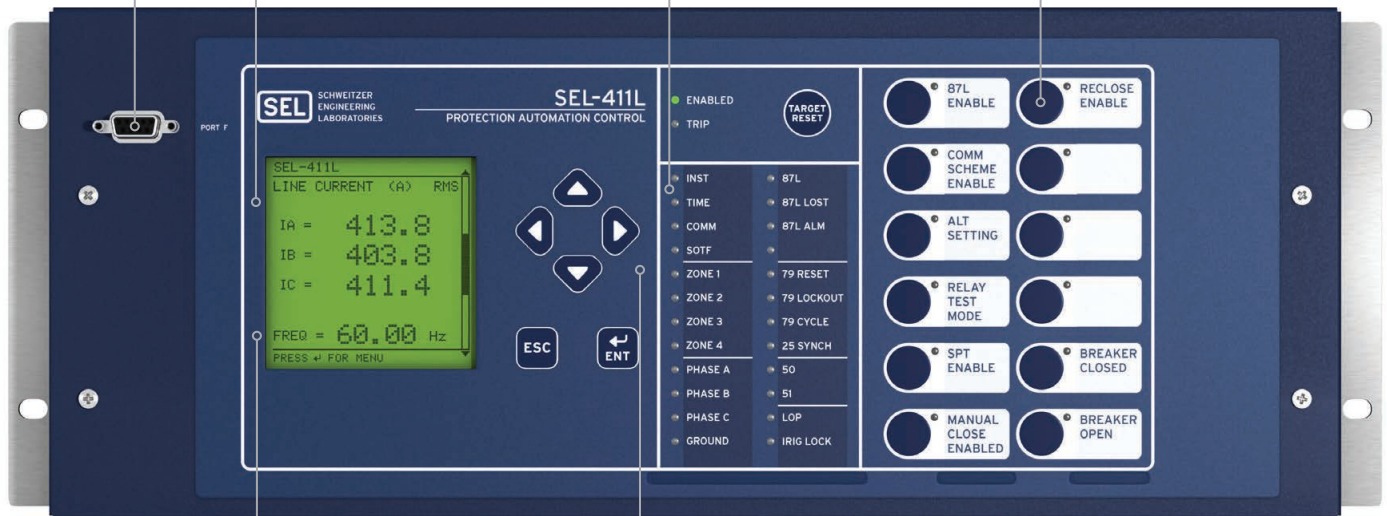 PORT F
SEL
SCHWEITZER
ENGINEERING
LABORATORIES
SEL-411L
PROTECTION AUTOMATION CONTROL
SEL-411L
LINE CURRENT (A) RMS
IA = 413.8
IB = 403.8
IC = 411.4
FREQ = 60.00 Hz
PRESS ↵ FOR MENU
ESC
ENT
ENABLED
TRIP
TARGET
RESET
INST
TIME
COMM
SOTF
ZONE 1
ZONE 2
ZONE 3
ZONE 4
PHASE A
PHASE B
PHASE C
GROUND
87L
87L LOST
87L ALM
79 RESET
79 LOCKOUT
79 CYCLE
25 SYNCH
50
51
LOP
IRIG LOCK
87L
ENABLE
COMM
SCHEME
ENABLE
ALT
SETTING
RELAY
TEST
MODE
SPT
ENABLE
MANUAL
CLOSE
ENABLED
RECLOSE
ENABLE
BREAKER
CLOSED
BREAKER
OPEN